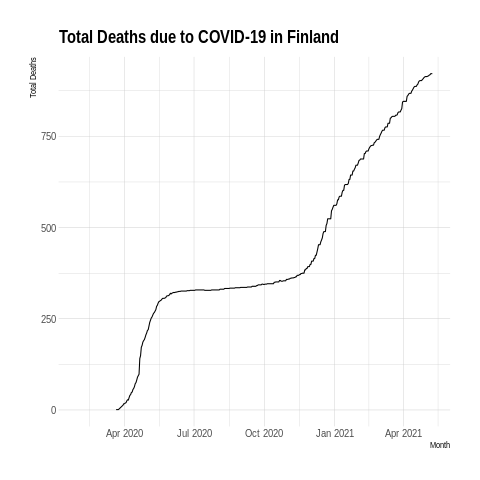 Total Deaths due to COVID-19 in Finland
Total Deaths
750
500
250
0
Apr 2020 Jul 2020 Oct 2020 Jan 2021 Apr 2021
Month